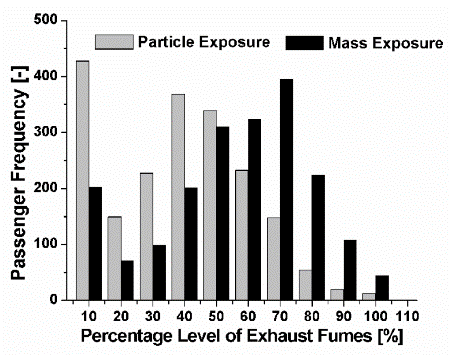 500
400
300
200
100
0
Passenger Frequency [-]
Particle Exposure Mass Exposure
10 20 30 40 50 60 70 80 90 100 110
Percentage Level of Exhaust Fumes [%]